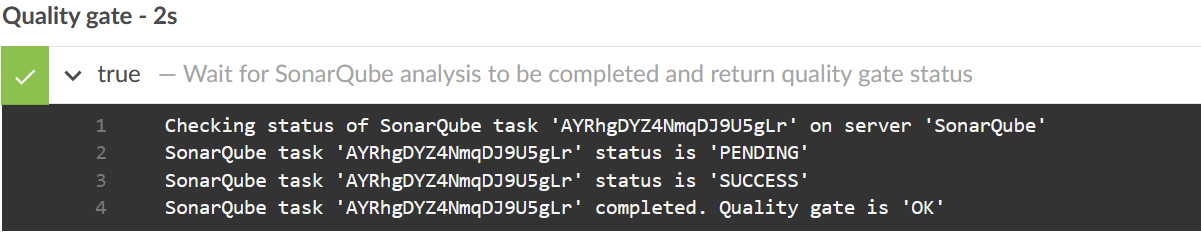 Quality gate - 2s
true — Wait for SonarQube analysis to be completed and return quality gate status
1 Checking status of SonarQube task 'AYRhgDYZ4NmqDJ9U5gLr' on server 'SonarQube'
2 SonarQube task 'AYRhgDYZ4NmqDJ9U5gLr' status is 'PENDING'
3 SonarQube task 'AYRhgDYZ4NmqDJ9U5gLr' status is 'SUCCESS'
4 SonarQube task 'AYRhgDYZ4NmqDJ9U5gLr' completed. Quality gate is 'OK'